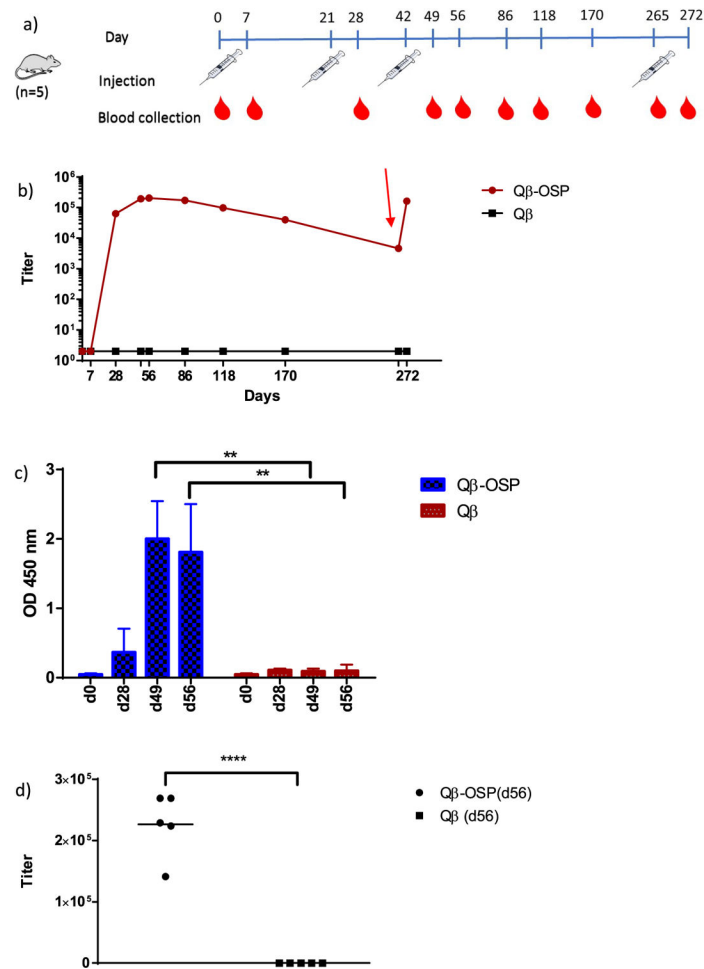 a)
0 7 21 28 42 49 56 86 118 170 265 272
Day
Injection
(n=5)
Blood collection
b)
10⁶
10⁵
10⁴
10³
10²
10¹
10⁰
Titer
7 28 56 86 118 170 272
Days
Qβ-OSP
Qβ
c)
**
**
3
2
1
0
OD 450 nm
d0 d28 d49 d56 d0 d28 d49 d56
Qβ-OSP
Qβ
d)
****
3×10⁵
2×10⁵
1×10⁵
0
Titer
Qβ-OSP(d56)
Qβ (d56)